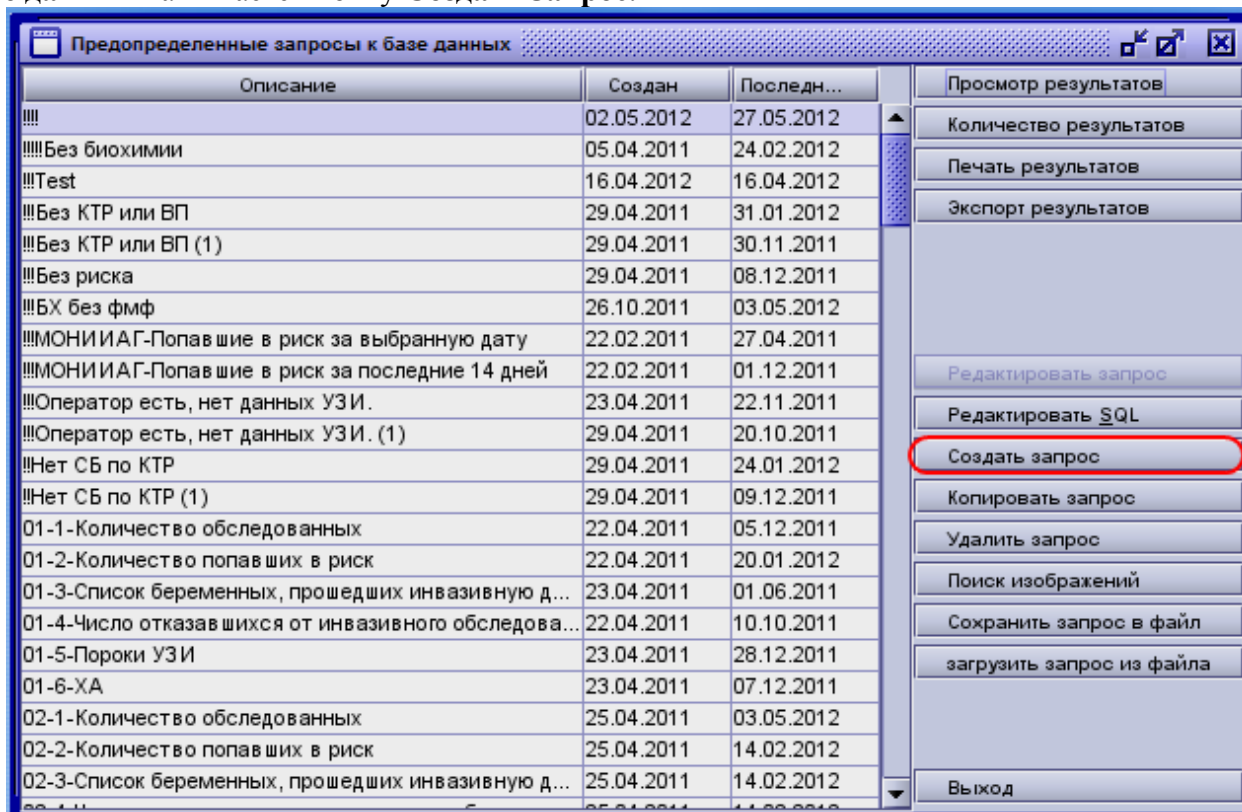 Предопределенные запросы к базе данных
Описание Создан Последн...
!!!! 02.05.2012 27.05.2012
!!!!!Без биохимии 05.04.2011 24.02.2012
!!!Test 16.04.2012 16.04.2012
!!!Без КТР или ВП 29.04.2011 31.01.2012
!!!Без КТР или ВП (1) 29.04.2011 30.11.2011
!!!Без риска 29.04.2011 08.12.2011
!!!БХ без фмф 26.10.2011 03.05.2012
!!!МОНИИАГ-Попавшие в риск за выбранную дату 22.02.2011 27.04.2011
!!!МОНИИАГ-Попавшие в риск за последние 14 дней 22.02.2011 01.12.2011
!!!Оператор есть, нет данных УЗИ. 23.04.2011 22.11.2011
!!!Оператор есть, нет данных УЗИ. (1) 29.04.2011 20.10.2011
!!Нет СБ по КТР 29.04.2011 24.01.2012
!!Нет СБ по КТР (1) 29.04.2011 09.12.2011
01-1-Количество обследованных 22.04.2011 05.12.2011
01-2-Количество попавших в риск 22.04.2011 20.01.2012
01-3-Список беременных, прошедших инвазивную д... 23.04.2011 01.06.2011
01-4-Число отказавшихся от инвазивного обследова... 22.04.2011 10.10.2011
01-5-Пороки УЗИ 23.04.2011 28.12.2011
01-6-ХА 23.04.2011 07.12.2011
02-1-Количество обследованных 25.04.2011 03.05.2012
02-2-Количество попавших в риск 25.04.2011 14.02.2012
02-3-Список беременных, прошедших инвазивную д... 25.04.2011 14.02.2012
Просмотр результатов
Количество результатов
Печать результатов
Экспорт результатов
Редактировать запрос
Редактировать SQL
Создать запрос
Копировать запрос
Удалить запрос
Поиск изображений
Сохранить запрос в файл
загрузить запрос из файла
Выход